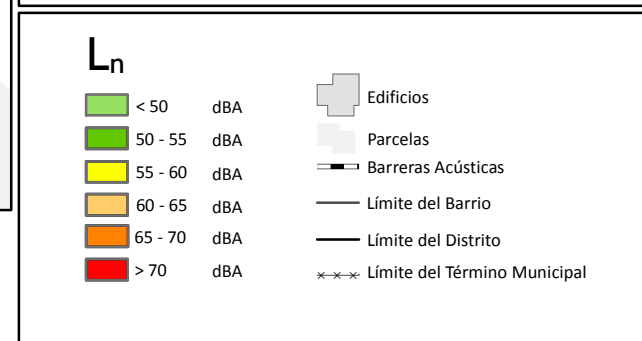 Ln
< 50 dBA
50 - 55 dBA
55 - 60 dBA
60 - 65 dBA
65 - 70 dBA
> 70 dBA
Edificios
Parcelas
Barreras Acústicas
Límite del Barrio
Límite del Distrito
Límite del Término Municipal